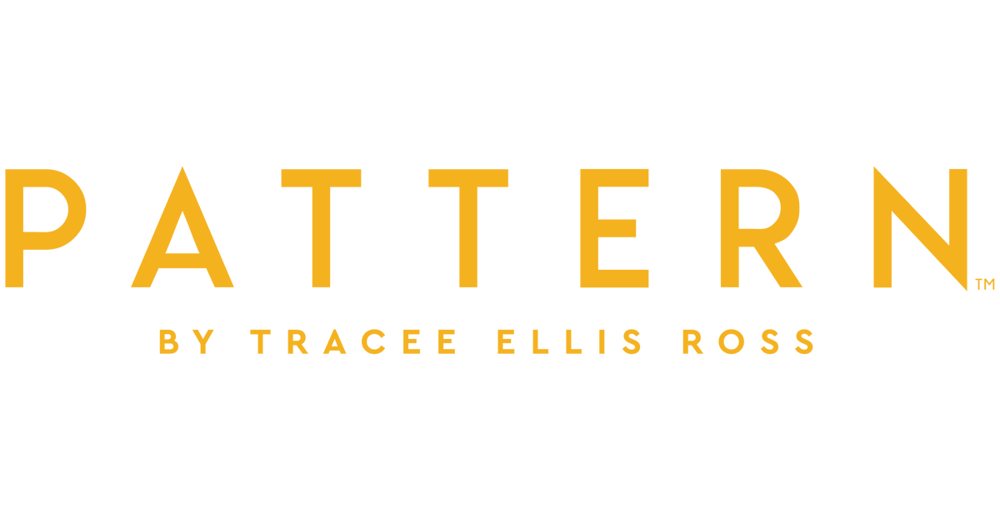 PATTERN™
BY TRACEE ELLIS ROSS